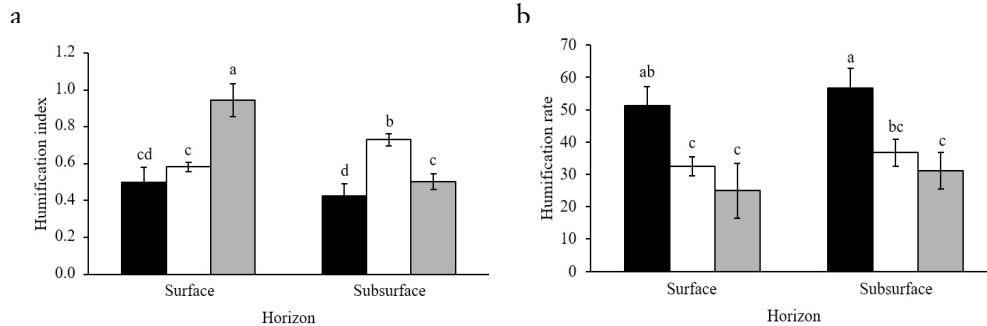 a
Humification index
1.2
1.0
0.8
0.6
0.4
0.2
0.0
cd
c
a
d
b
c
Surface
Subsurface
Horizon
b
Humification rate
70
60
50
40
30
20
10
0
ab
c
c
a
bc
c
Surface
Subsurface
Horizon